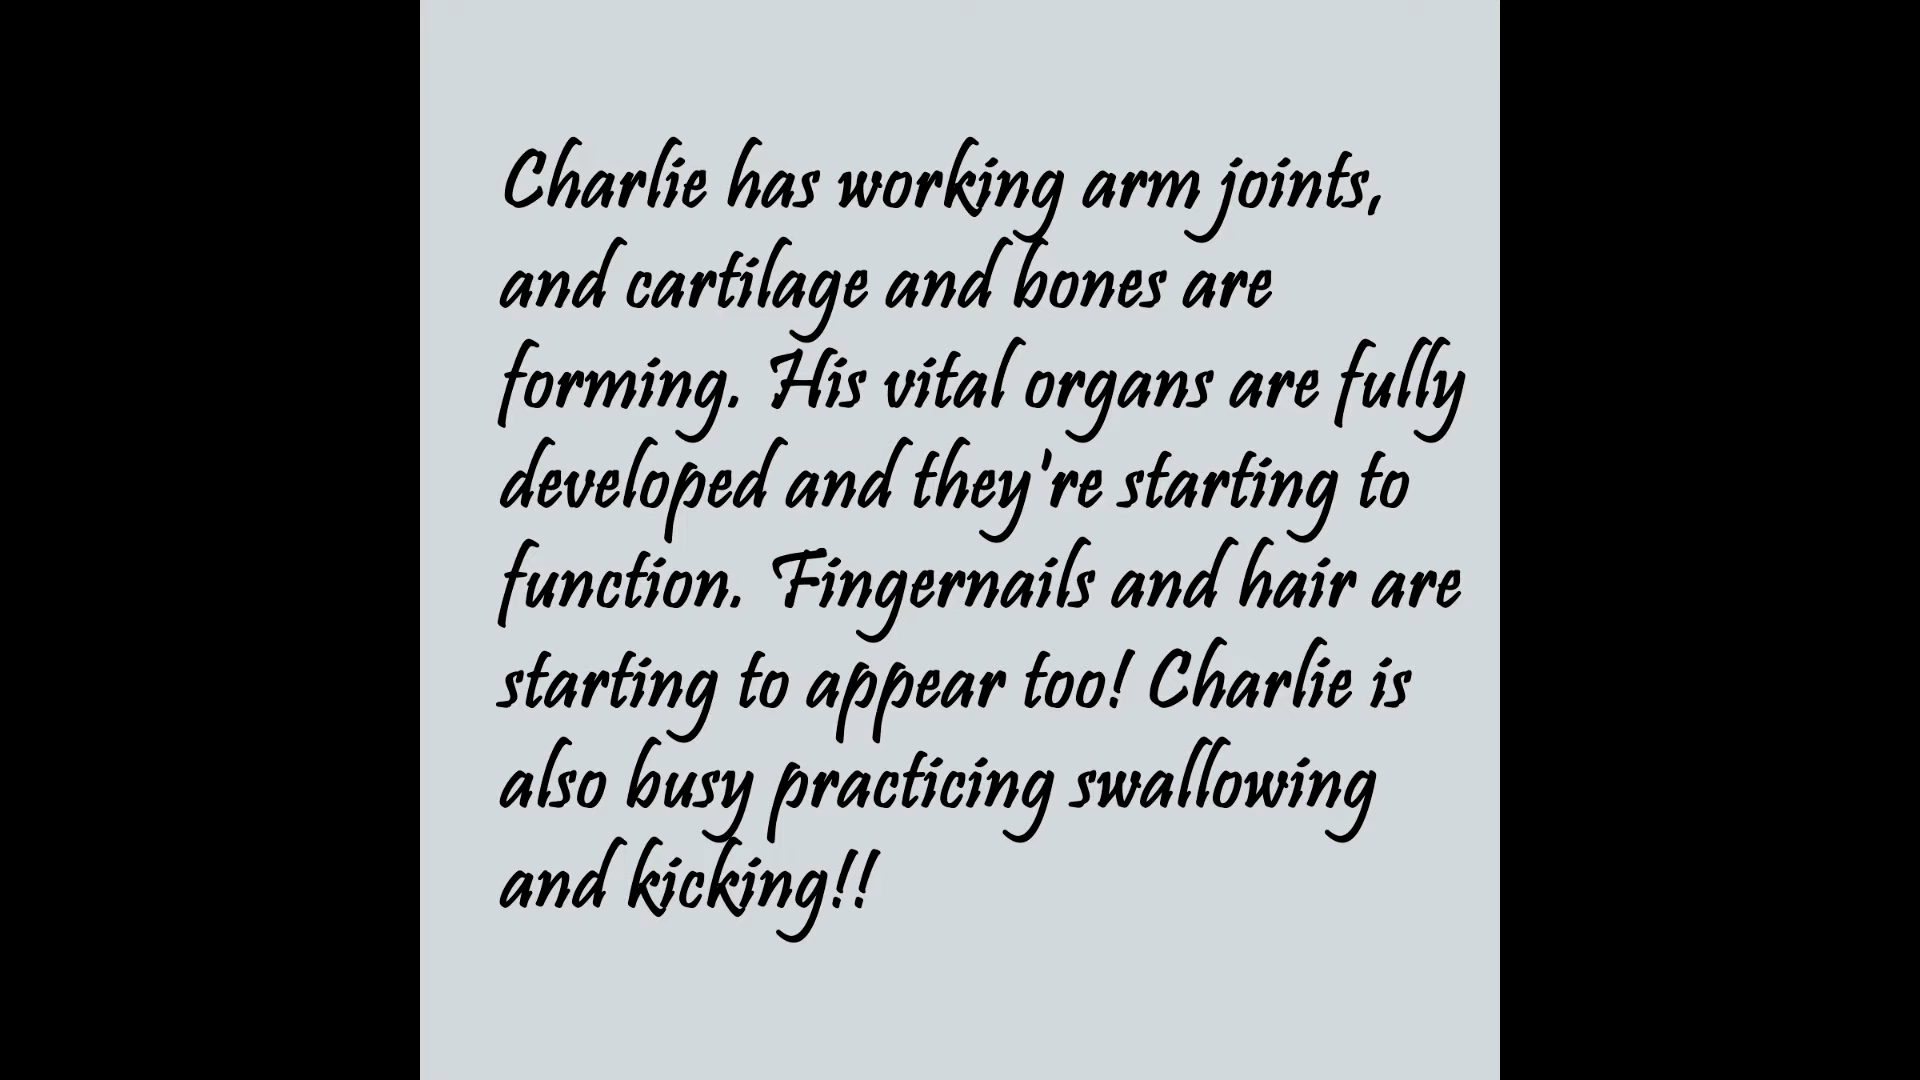 Charlie has working arm joints,
and cartilage and bones are
forming. His vital organs are fully
developed and they're starting to
function. Fingernails and hair are
starting to appear too! Charlie is
also busy practicing swallowing
and kicking!!